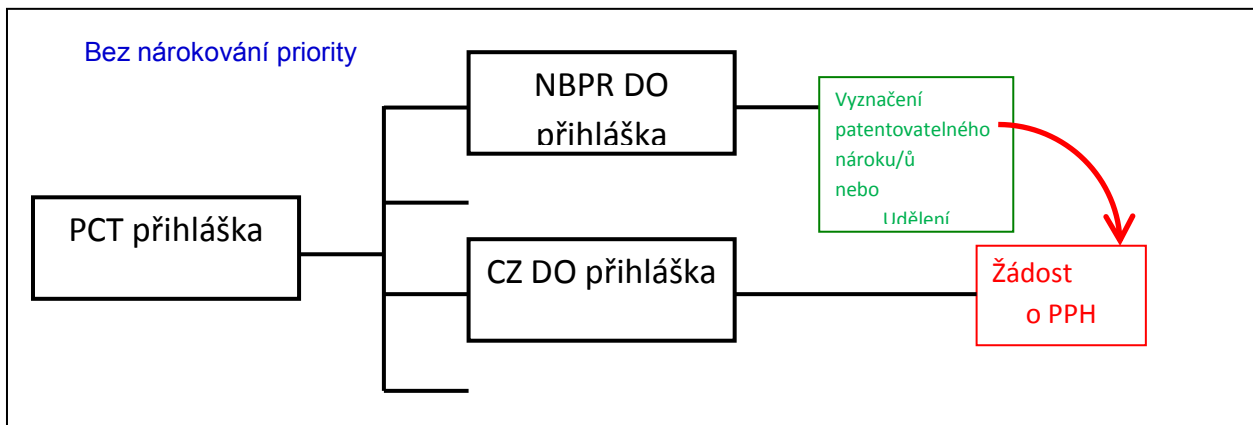 Bez nárokování priority
NBPR DO
přihláška
Vyznačení
patentovatelného
nároku/ů
nebo
Udělení
PCT přihláška
CZ DO přihláška
Žádost
o PPH